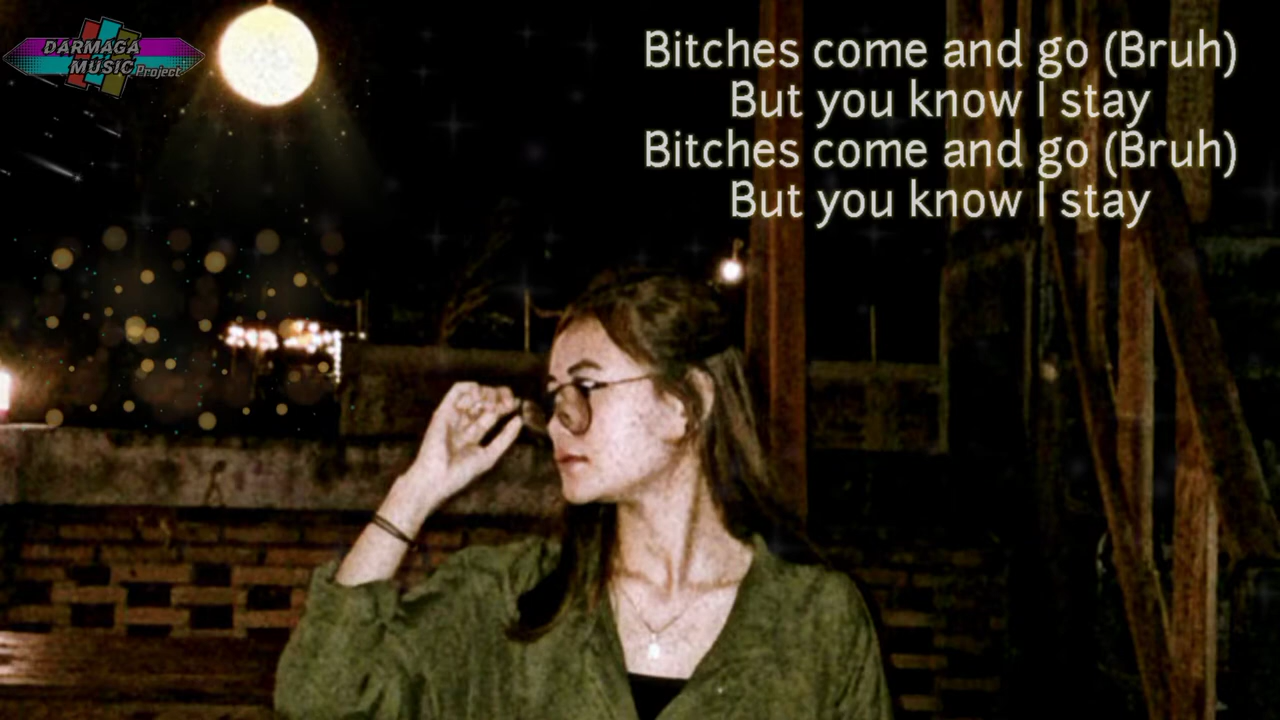 DARMAGA
MUSIC Project
Bitches come and go (Bruh)
But you know I stay
Bitches come and go (Bruh)
But you know I stay